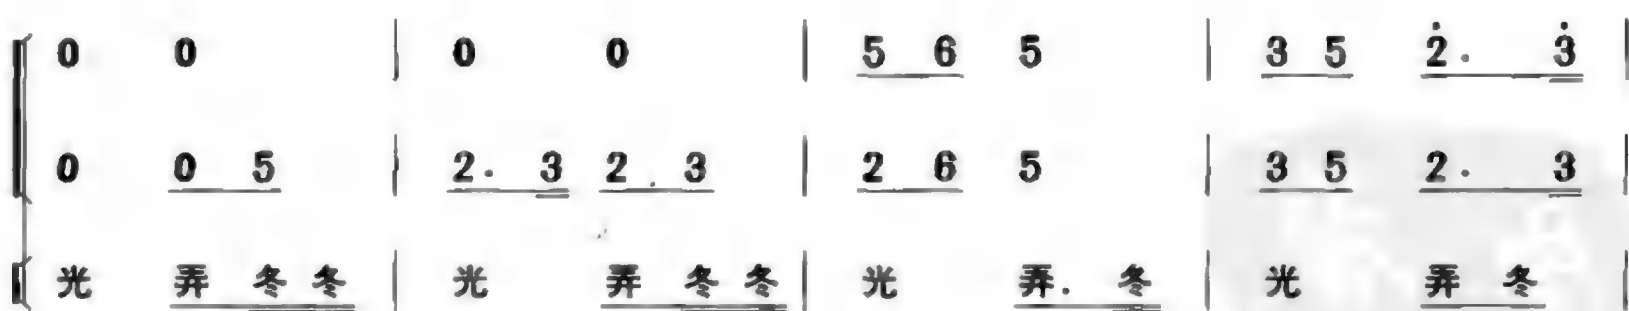 0 0 | 0 0 | 5 6 5 | 3 5 2̇. 3̇ |
0 0 5 | 2. 3 2 3 | 2 6 5 | 3 5 2. 3 |
光 弄 冬 冬 | 光 弄 冬 冬 | 光 弄. 冬 | 光 弄 冬 |